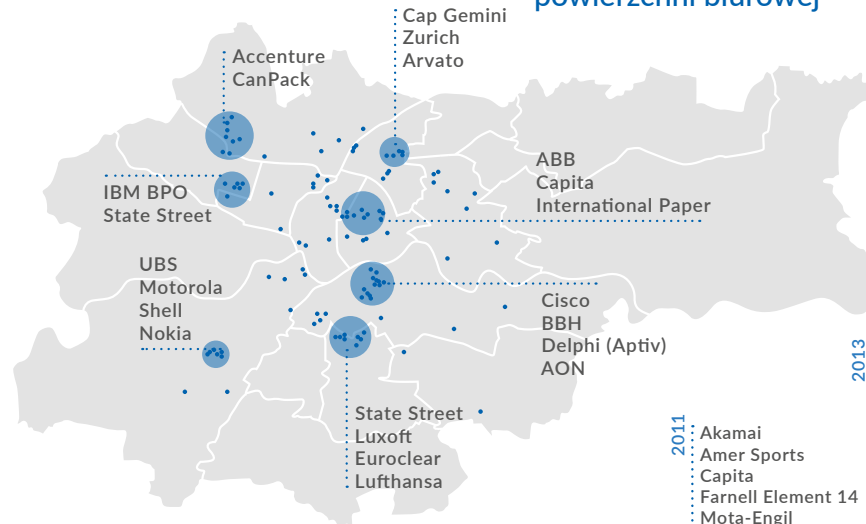 powierzchni biurowej
Cap Gemini
Zurich
Arvato
Accenture
CanPack
ABB
Capita
International Paper
IBM BPO
State Street
UBS
Motorola
Shell
Nokia
Cisco
BBH
Delphi (Aptiv)
AON
State Street
Luxoft
Euroclear
Lufthansa
2013
2011
Akamai
Amer Sports
Capita
Farnell Element 14
Mota-Engil